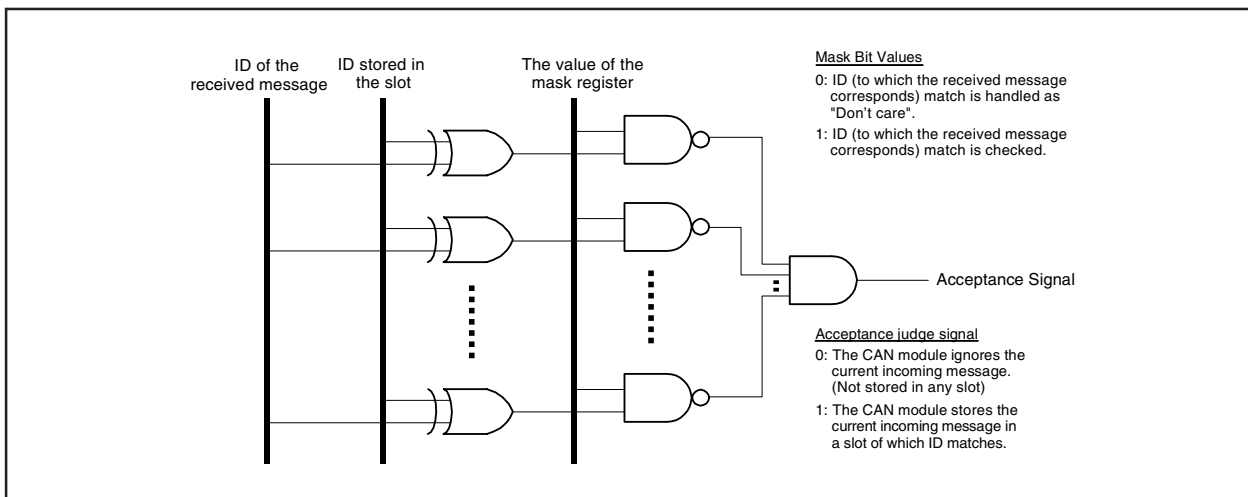 ID of the
received message
ID stored in
the slot
The value of the
mask register
Mask Bit Values
0: ID (to which the received message
corresponds) match is handled as
"Don't care".
1: ID (to which the received message
corresponds) match is checked.
Acceptance Signal
Acceptance judge signal
0: The CAN module ignores the
current incoming message.
(Not stored in any slot)
1: The CAN module stores the
current incoming message in
a slot of which ID matches.